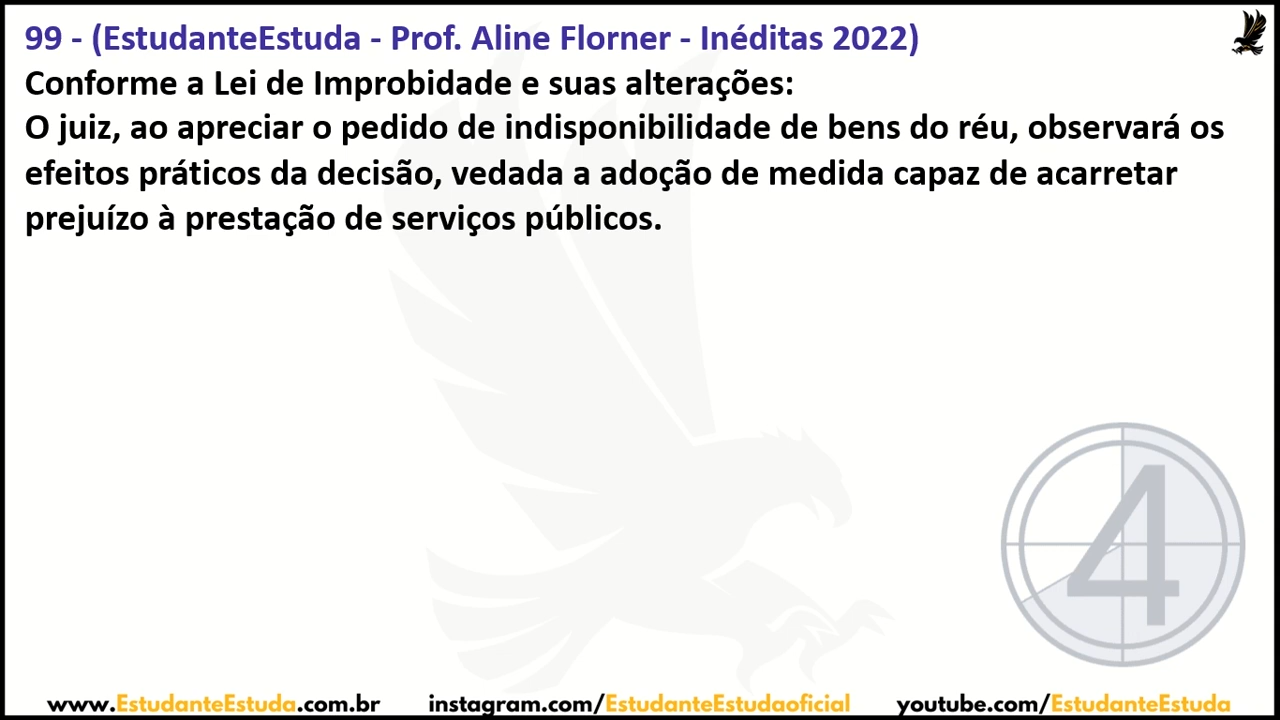 99 - (EstudanteEstuda - Prof. Aline Florner - Inéditas 2022)
Conforme a Lei de Improbidade e suas alterações:
O juiz, ao apreciar o pedido de indisponibilidade de bens do réu, observará os
efeitos práticos da decisão, vedada a adoção de medida capaz de acarretar
prejuízo à prestação de serviços públicos.
4
www.EstudanteEstuda.com.br instagram.com/EstudanteEstudaoficial youtube.com/EstudanteEstuda